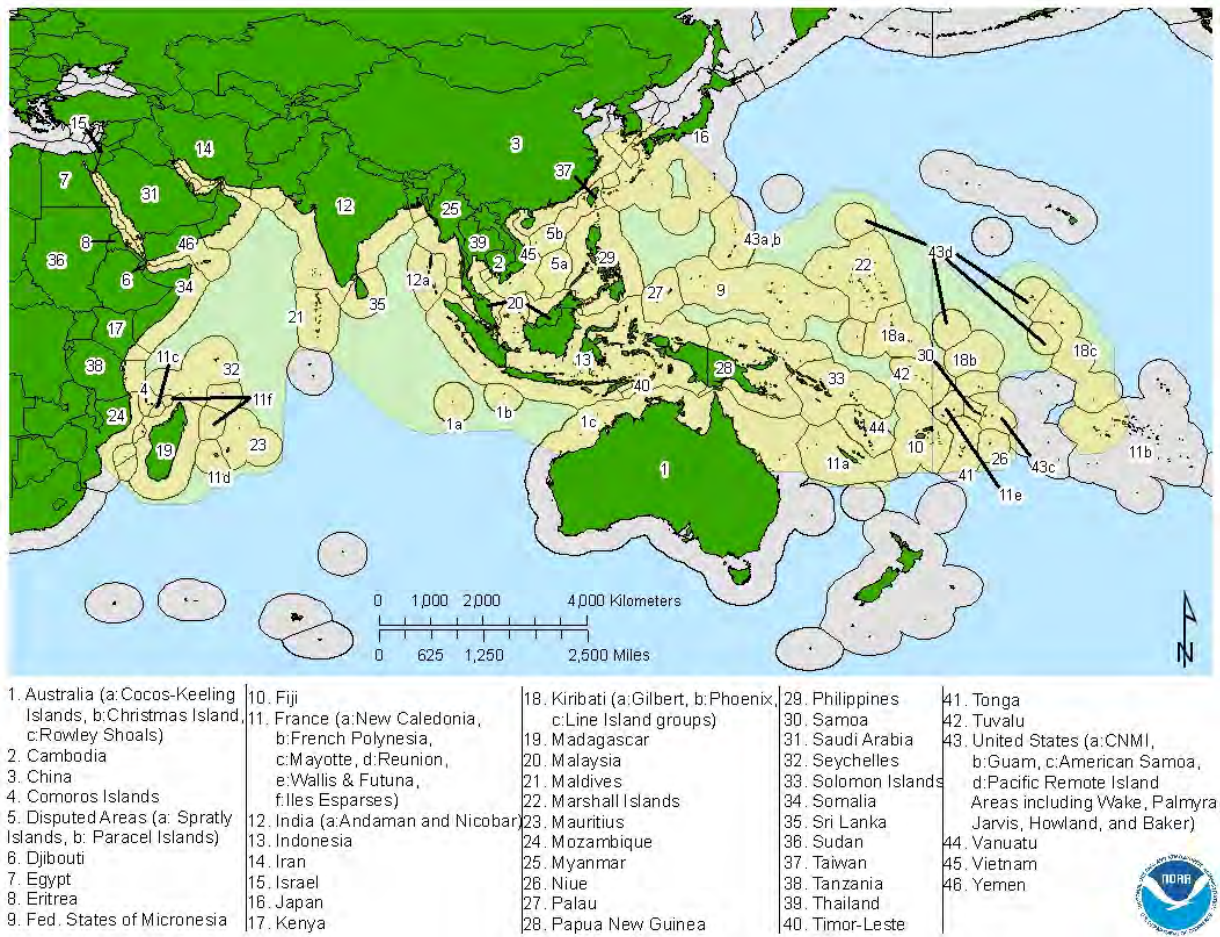 15
14
3
16
7
31
37
12
25
8
36
46
39
5b
43a,b
45
2
5a
29
43d
6
34
12a
22
27
9
21
35
20
17
18a
11c
38
32
13
28
30
18b
18c
4
40
33
42
11f
24
1b
1a
1c
44
19
23
10
11b
1
11a
26
43c
11d
41
11e
0 1,000 2,000 4,000 Kilometers
0 625 1,250 2,500 Miles
N
1. Australia (a:Cocos-Keeling
Islands, b:Christmas Island,
c:Rowley Shoals)
2. Cambodia
3. China
4. Comoros Islands
5. Disputed Areas (a: Spratly
Islands, b: Paracel Islands)
6. Djibouti
7. Egypt
8. Eritrea
9. Fed. States of Micronesia
10. Fiji
11. France (a:New Caledonia,
b:French Polynesia,
c:Mayotte, d:Reunion,
e:Wallis & Futuna,
f:Iles Esparses)
12. India (a:Andaman and Nicobar)
13. Indonesia
14. Iran
15. Israel
16. Japan
17. Kenya
18. Kiribati (a:Gilbert, b:Phoenix,
c:Line Island groups)
19. Madagascar
20. Malaysia
21. Maldives
22. Marshall Islands
23. Mauritius
24. Mozambique
25. Myanmar
26. Niue
27. Palau
28. Papua New Guinea
29. Philippines
30. Samoa
31. Saudi Arabia
32. Seychelles
33. Solomon Islands
34. Somalia
35. Sri Lanka
36. Sudan
37. Taiwan
38. Tanzania
39. Thailand
40. Timor-Leste
41. Tonga
42. Tuvalu
43. United States (a:CNMI,
b:Guam, c:American Samoa,
d:Pacific Remote Island
Areas including Wake, Palmyra
Jarvis, Howland, and Baker)
44. Vanuatu
45. Vietnam
46. Yemen
NOAA